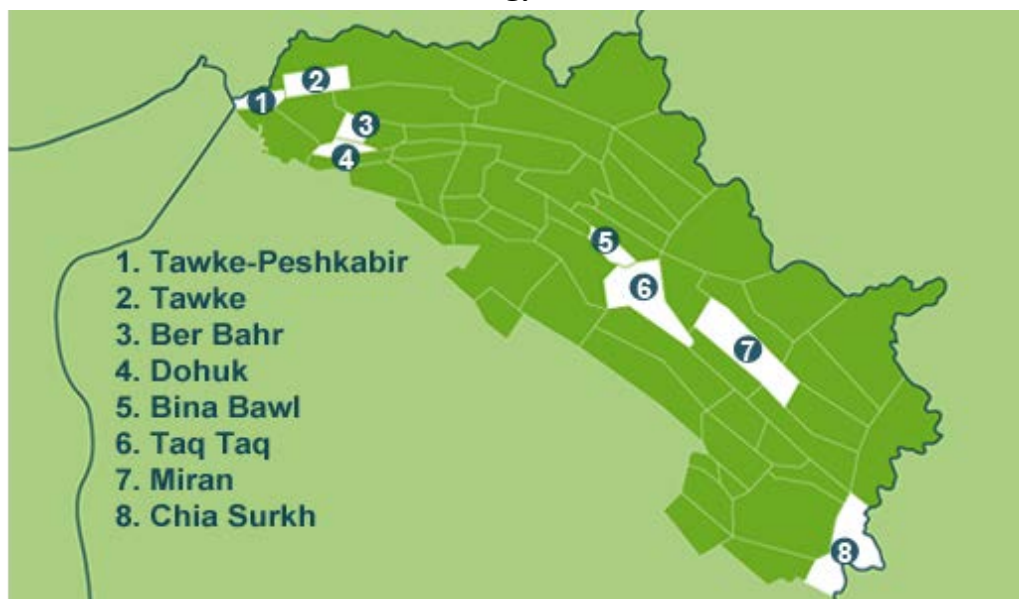 1
2
3
4
5
6
7
8
1. Tawke-Peshkabir
2. Tawke
3. Ber Bahr
4. Dohuk
5. Bina Bawl
6. Taq Taq
7. Miran
8. Chia Surkh